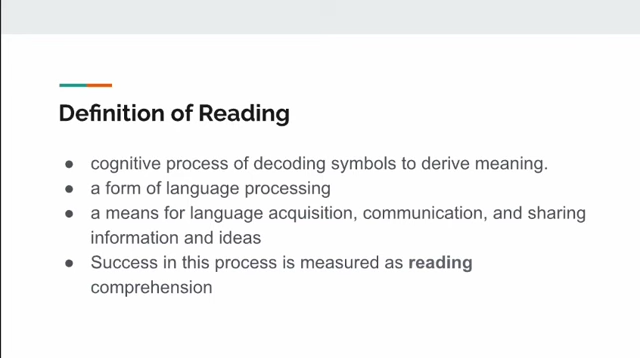 Definition of Reading
● cognitive process of decoding symbols to derive meaning.
● a form of language processing
● a means for language acquisition, communication, and sharing
information and ideas
● Success in this process is measured as reading
comprehension